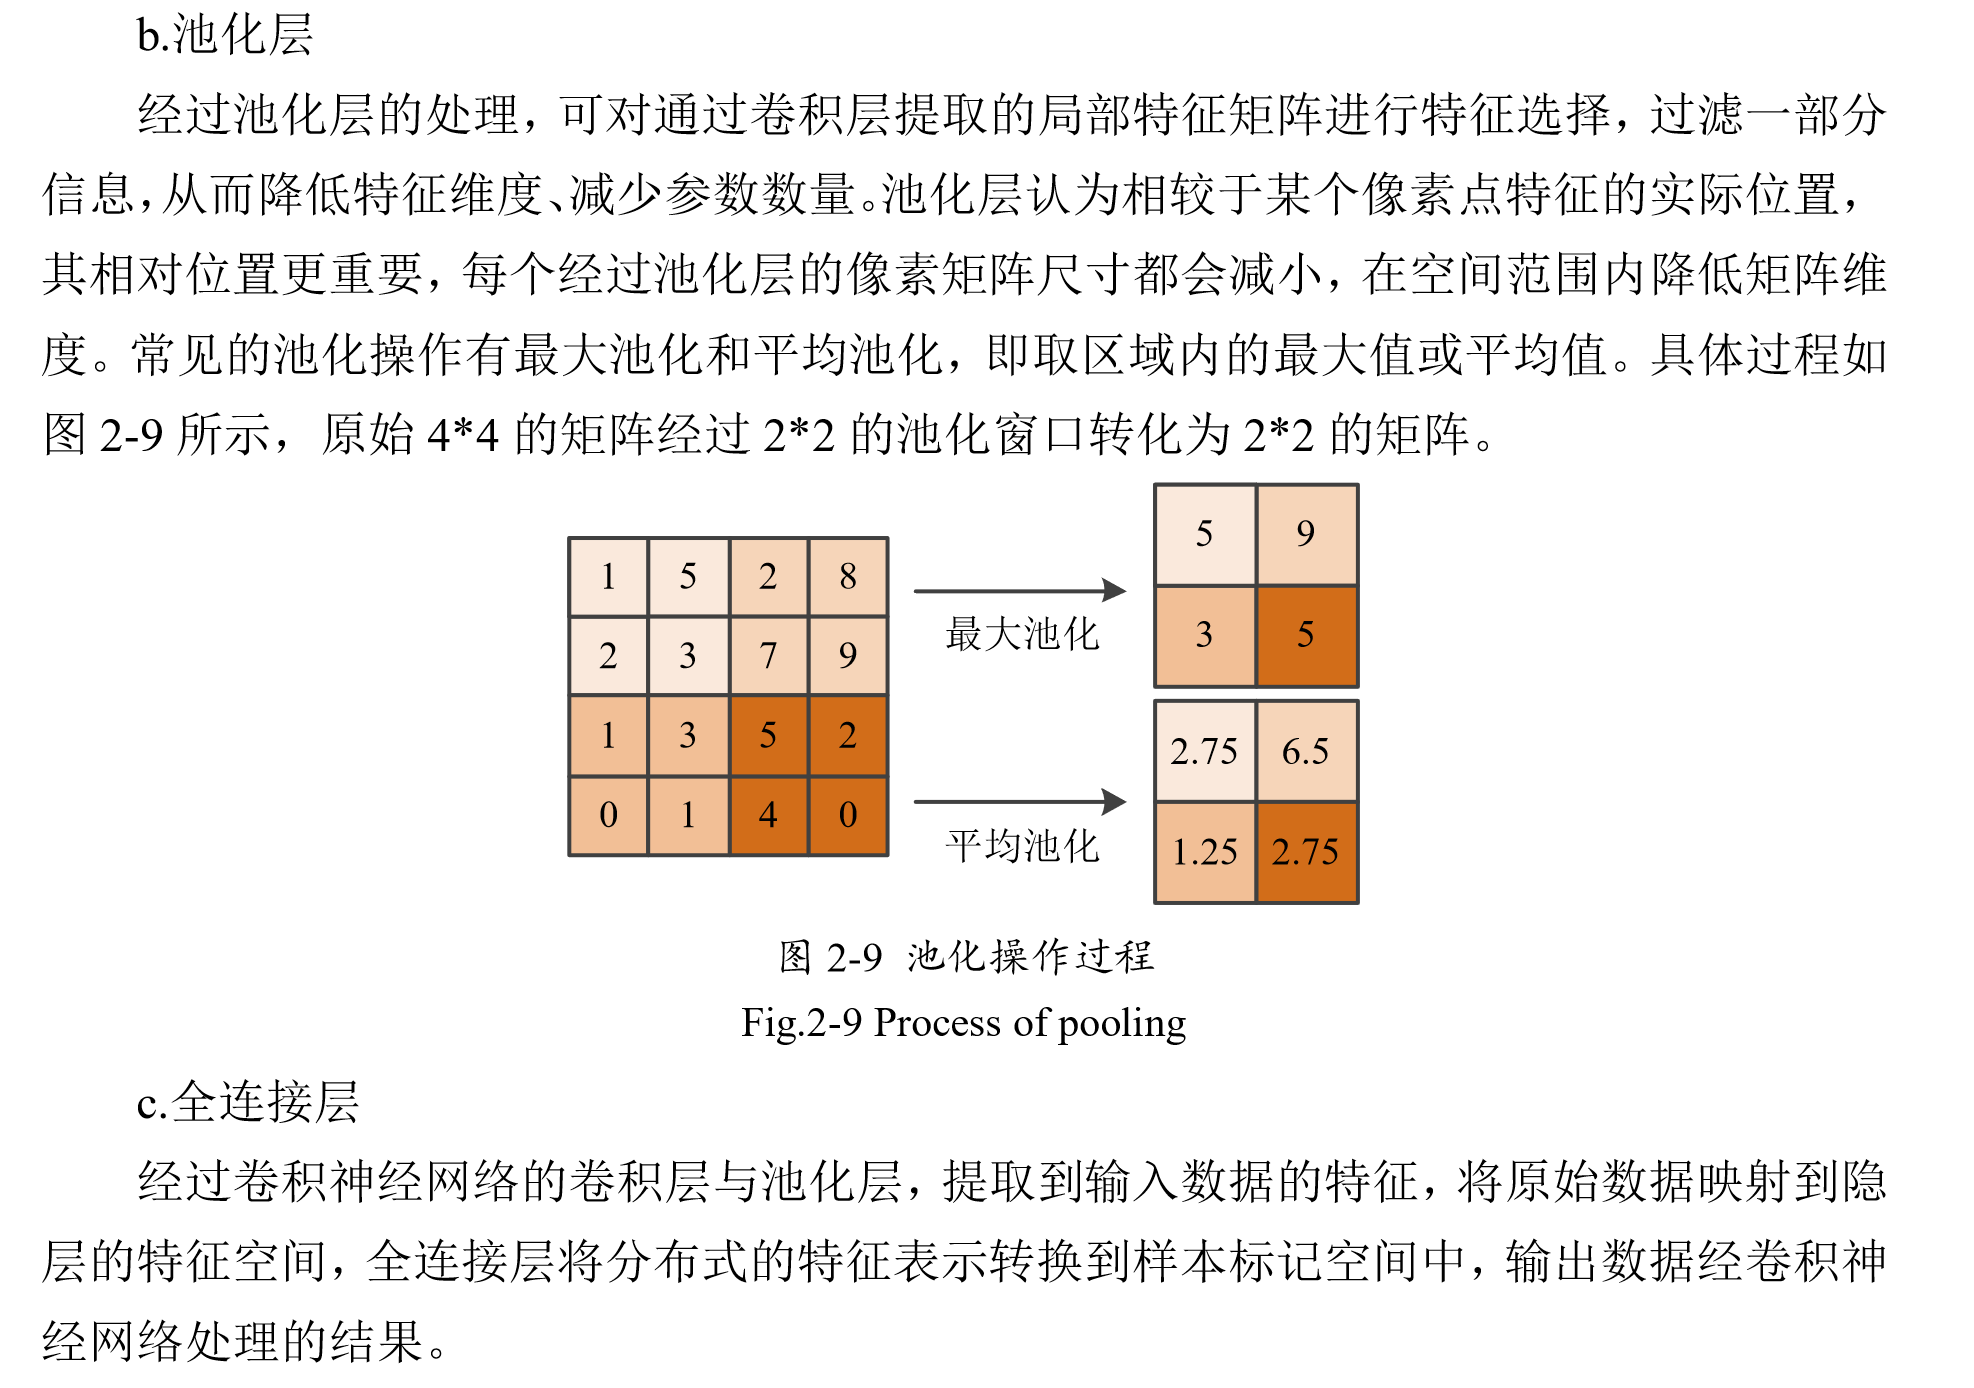 b.池化层
经过池化层的处理，可对通过卷积层提取的局部特征矩阵进行特征选择，过滤一部分
信息，从而降低特征维度、减少参数数量。池化层认为相较于某个像素点特征的实际位置，
其相对位置更重要，每个经过池化层的像素矩阵尺寸都会减小，在空间范围内降低矩阵维
度。常见的池化操作有最大池化和平均池化，即取区域内的最大值或平均值。具体过程如
图 2-9 所示，原始 4*4 的矩阵经过 2*2 的池化窗口转化为 2*2 的矩阵。
1 5 2 8
2 3 7 9
1 3 5 2
0 1 4 0
最大池化
5 9
3 5
平均池化
2.75 6.5
1.25 2.75
图 2-9 池化操作过程
Fig.2-9 Process of pooling
c.全连接层
经过卷积神经网络的卷积层与池化层，提取到输入数据的特征，将原始数据映射到隐
层的特征空间，全连接层将分布式的特征表示转换到样本标记空间中，输出数据经卷积神
经网络处理的结果。